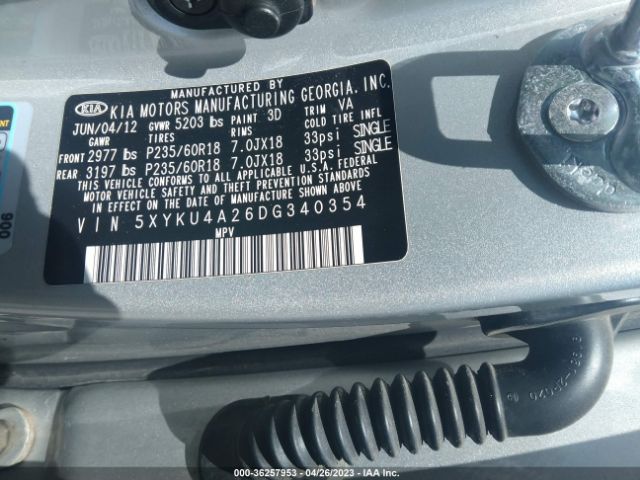 MANUFACTURED BY
KIA KIA MOTORS MANUFACTURING GEORGIA, INC.
JUN/04/12 GVWR 5203 lbs PAINT 3D TRIM VA
GAWR TIRES RIMS COLD TIRE INFL
FRONT 2977 lbs P235/60R18 7.0JX18 33psi SINGLE
REAR 3197 lbs P235/60R18 7.0JX18 33psi SINGLE
THIS VEHICLE CONFORMS TO ALL APPLICABLE U.S.A. FEDERAL
MOTOR VEHICLE SAFETY AND THEFT PREVENTION STANDARDS
IN EFFECT ON THE DATE OF MANUFACTURE SHOWN ABOVE
VIN 5XYKU4A26DG340354
MPV
900
000-36257953 - 04/26/2023 - IAA Inc.